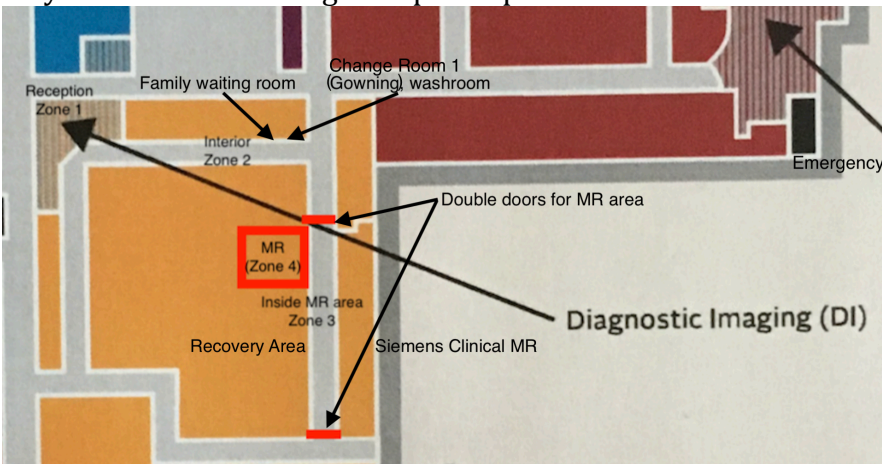 Change Room 1
Family waiting room
(Gowning), washroom
Reception
Zone 1
Interior
Zone 2
Emergency
Double doors for MR area
MR
(Zone 4)
Inside MR area
Zone 3
Diagnostic Imaging (DI)
Recovery Area
Siemens Clinical MR